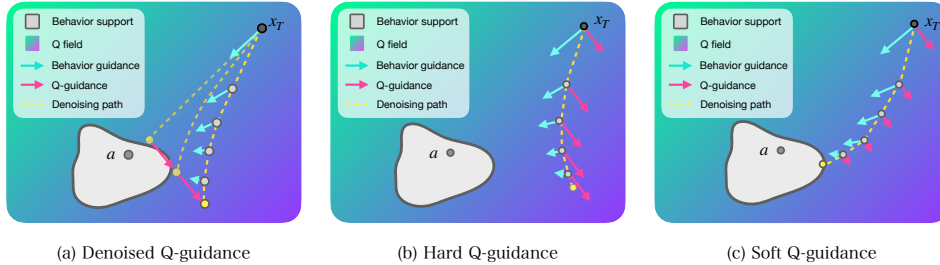 Behavior support
Q field
Behavior guidance
Q-guidance
Denoising path
x_T
a
(a) Denoised Q-guidance
Behavior support
Q field
Behavior guidance
Q-guidance
Denoising path
x_T
a
(b) Hard Q-guidance
Behavior support
Q field
Behavior guidance
Q-guidance
Denoising path
x_T
a
(c) Soft Q-guidance